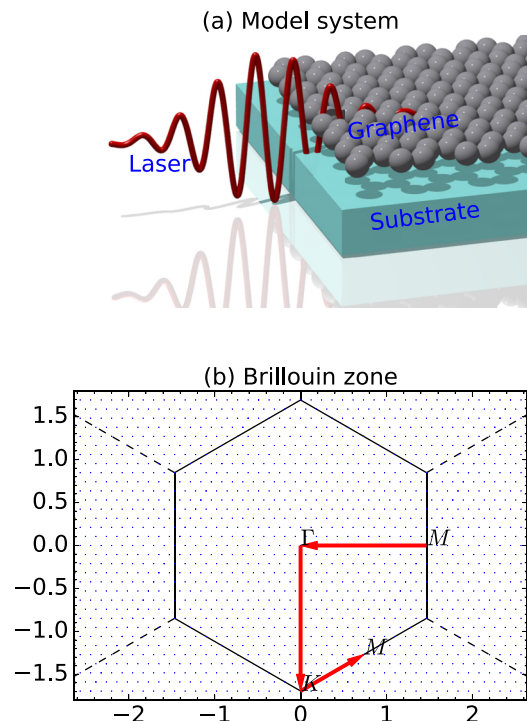 (a) Model system
Graphene
Laser
Substrate
(b) Brillouin zone
1.5
1.0
0.5
Γ
M
0.0
−0.5
−1.0
M
−1.5
K
−2
−1
0
1
2